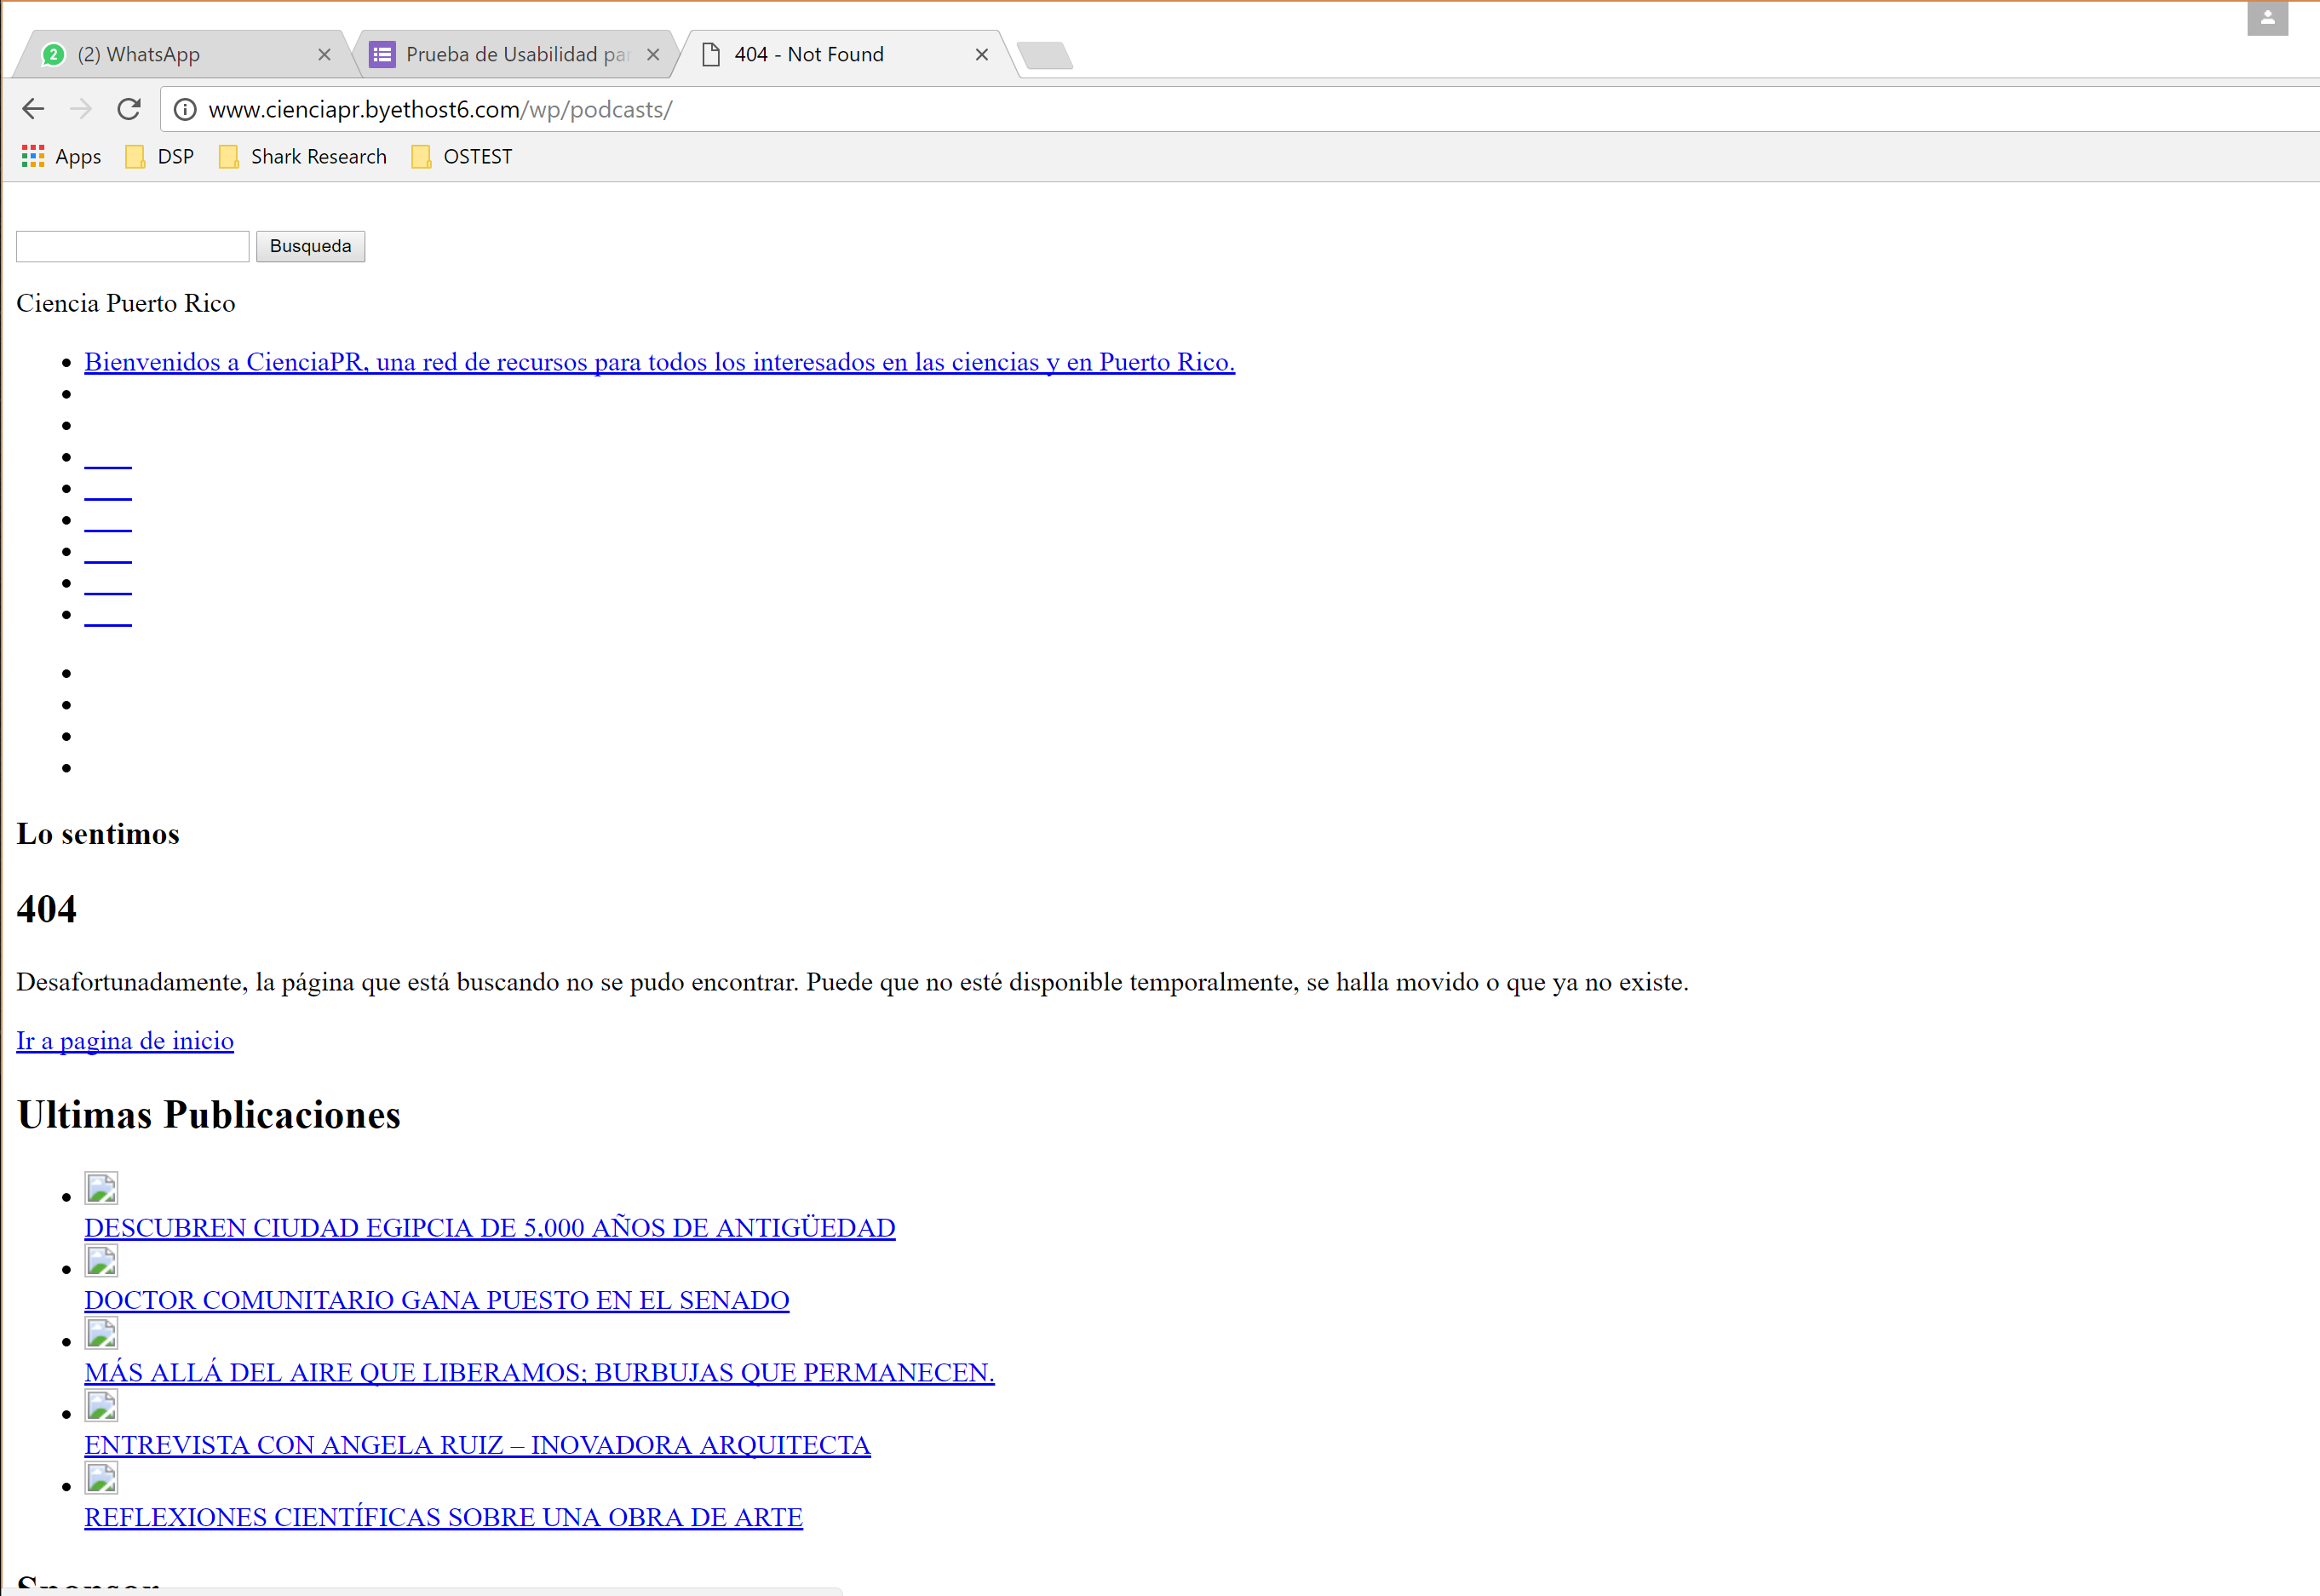 2 (2) WhatsApp
Prueba de Usabilidad par
404 - Not Found
www.cienciapr.byethost6.com/wp/podcasts/
Apps DSP Shark Research OSTEST
Busqueda
Ciencia Puerto Rico
Bienvenidos a CienciaPR, una red de recursos para todos los interesados en las ciencias y en Puerto Rico.
Lo sentimos
404
Desafortunadamente, la página que está buscando no se pudo encontrar. Puede que no esté disponible temporalmente, se halla movido o que ya no existe.
Ir a pagina de inicio
Ultimas Publicaciones
DESCUBREN CIUDAD EGIPCIA DE 5,000 AÑOS DE ANTIGÜEDAD
DOCTOR COMUNITARIO GANA PUESTO EN EL SENADO
MÁS ALLÁ DEL AIRE QUE LIBERAMOS; BURBUJAS QUE PERMANECEN.
ENTREVISTA CON ANGELA RUIZ – INOVADORA ARQUITECTA
REFLEXIONES CIENTÍFICAS SOBRE UNA OBRA DE ARTE